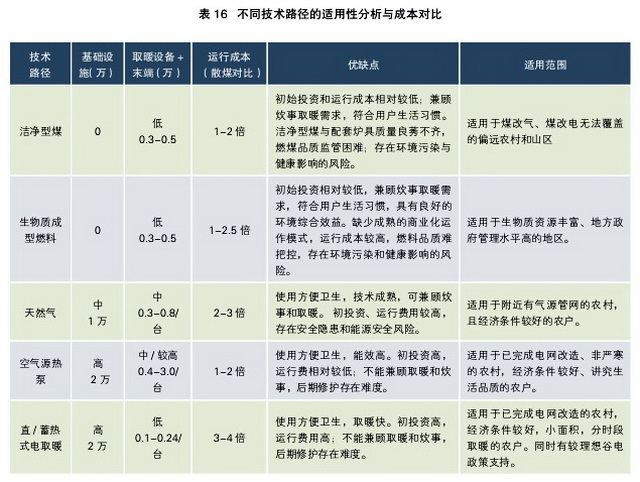 表 16 不同技术路径的适用性分析与成本对比
技术
路径
基础设
施(万)
取暖设备 +
末端(万)
运行成本
（散煤对比）
优缺点
适用范围
洁净型煤
0
低
0.3-0.5
1-2 倍
初始投资和运行成本相对较低；兼顾
炊事取暖需求，符合用户生活习惯。
洁净型煤与配套炉具质量良莠不齐，
燃煤品质监管困难；存在环境污染与
健康影响的风险。
适用于煤改气、煤改电无法覆盖
的偏远农村和山区
生物质成
型燃料
0
低
0.3-0.5
1-2.5 倍
初始投资相对较低，兼顾炊事取暖需
求，符合用户生活习惯，具有良好的
环境综合效益。缺少成熟的商业化运
作模式，运行成本较高，燃料品质难
把控，存在环境污染和健康影响的风
险。
适用于生物质资源丰富、地方政
府管理水平高的地区。
天然气
中
1 万
中
0.3-0.8/
台
2-3 倍
使用方便卫生，技术成熟，可兼顾炊
事和取暖。 初投资、运行费用较高，
存在安全隐患和能源安全风险。
适用于附近有气源管网的农村，
且经济条件较好的农户。
空气源热
泵
高
2 万
中 / 较高
0.4-3.0/
台
1-2 倍
使用方便卫生，能效高。初投资高，
运行费相对较低；不能兼顾取暖和炊
事，后期修护存在难度。
适用于已完成电网改造、非严寒
的农村，经济条件较好、讲究生
活品质的农户。
直 / 蓄热
式电取暖
高
2 万
低
0.1-0.24/
台
3-4 倍
使用方便卫生，取暖快。初投资高，
运行费用高；不能兼顾取暖和炊事，
后期修护存在难度。
适用于已完成电网改造的农村，
经济条件较好，小面积，分时段
取暖的农户。同时有较理想谷电
政策支持。